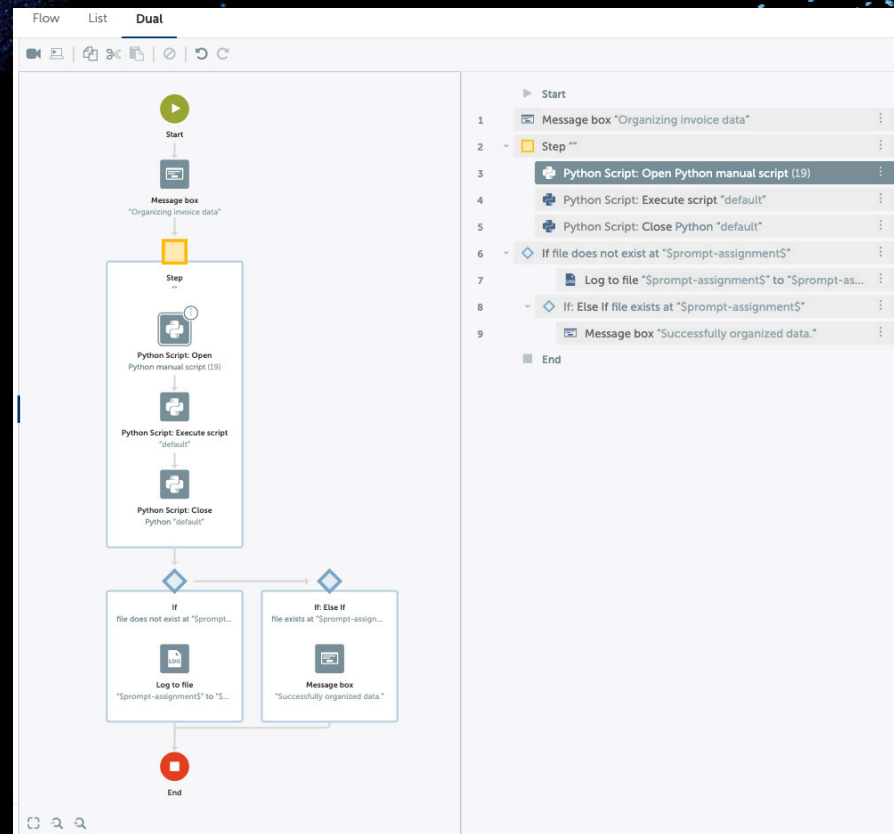 Flow List Dual
Start
Message box
"Organizing invoice data"
Step
""
Python Script: Open
Python manual script (19)
Python Script: Execute script
"default"
Python Script: Close
Python "default"
If
file does not exist at "$prompt...
LOG
Log to file
"$prompt-assignment$" to "$...
If: Else If
file exists at "$prompt-assign...
Message box
"Successfully organized data."
End
Start
1 Message box "Organizing invoice data"
2 Step ""
3 Python Script: Open Python manual script (19)
4 Python Script: Execute script "default"
5 Python Script: Close Python "default"
6 If file does not exist at "$prompt-assignment$"
7 Log to file "$prompt-assignment$" to "$prompt-as...
8 If: Else If file exists at "$prompt-assignment$"
9 Message box "Successfully organized data."
End